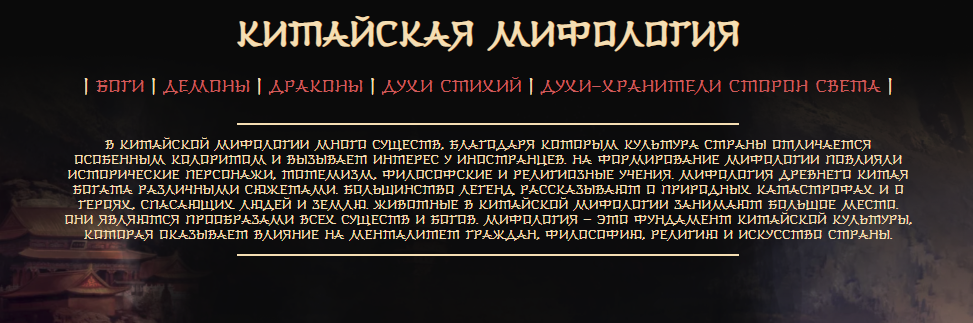 КИТАЙСКАЯ МИФОЛОГИЯ
| БОГИ | ДЕМОНЫ | ДРАКОНЫ | ДУХИ СТИХИЙ | ДУХИ-ХРАНИТЕЛИ СТОРОН СВЕТА |
В КИТАЙСКОЙ МИФОЛОГИИ МНОГО СУЩЕСТВ, БЛАГОДАРЯ КОТОРЫМ КУЛЬТУРА СТРАНЫ ОТЛИЧАЕТСЯ
ОСОБЕННЫМ КОЛОРИТОМ И ВЫЗЫВАЕТ ИНТЕРЕС У ИНОСТРАНЦЕВ. НА ФОРМИРОВАНИЕ МИФОЛОГИИ ПОВЛИЯЛИ
ИСТОРИЧЕСКИЕ ПЕРСОНАЖИ, ТОТЕМИЗМ, ФИЛОСОФСКИЕ И РЕЛИГИОЗНЫЕ УЧЕНИЯ. МИФОЛОГИЯ ДРЕВНЕГО КИТАЯ
БОГАТА РАЗЛИЧНЫМИ СЮЖЕТАМИ. БОЛЬШИНСТВО ЛЕГЕНД РАССКАЗЫВАЮТ О ПРИРОДНЫХ КАТАСТРОФАХ И О
ГЕРОЯХ, СПАСАЮЩИХ ЛЮДЕЙ И ЗЕМЛЮ. ЖИВОТНЫЕ В КИТАЙСКОЙ МИФОЛОГИИ ЗАНИМАЮТ БОЛЬШОЕ МЕСТО.
ОНИ ЯВЛЯЮТСЯ ПРООБРАЗАМИ ВСЕХ СУЩЕСТВ И БОГОВ. МИФОЛОГИЯ – ЭТО ФУНДАМЕНТ КИТАЙСКОЙ КУЛЬТУРЫ,
КОТОРАЯ ОКАЗЫВАЕТ ВЛИЯНИЕ НА МЕНТАЛИТЕТ ГРАЖДАН, ФИЛОСОФИЮ, РЕЛИГИЮ И ИСКУССТВО СТРАНЫ.